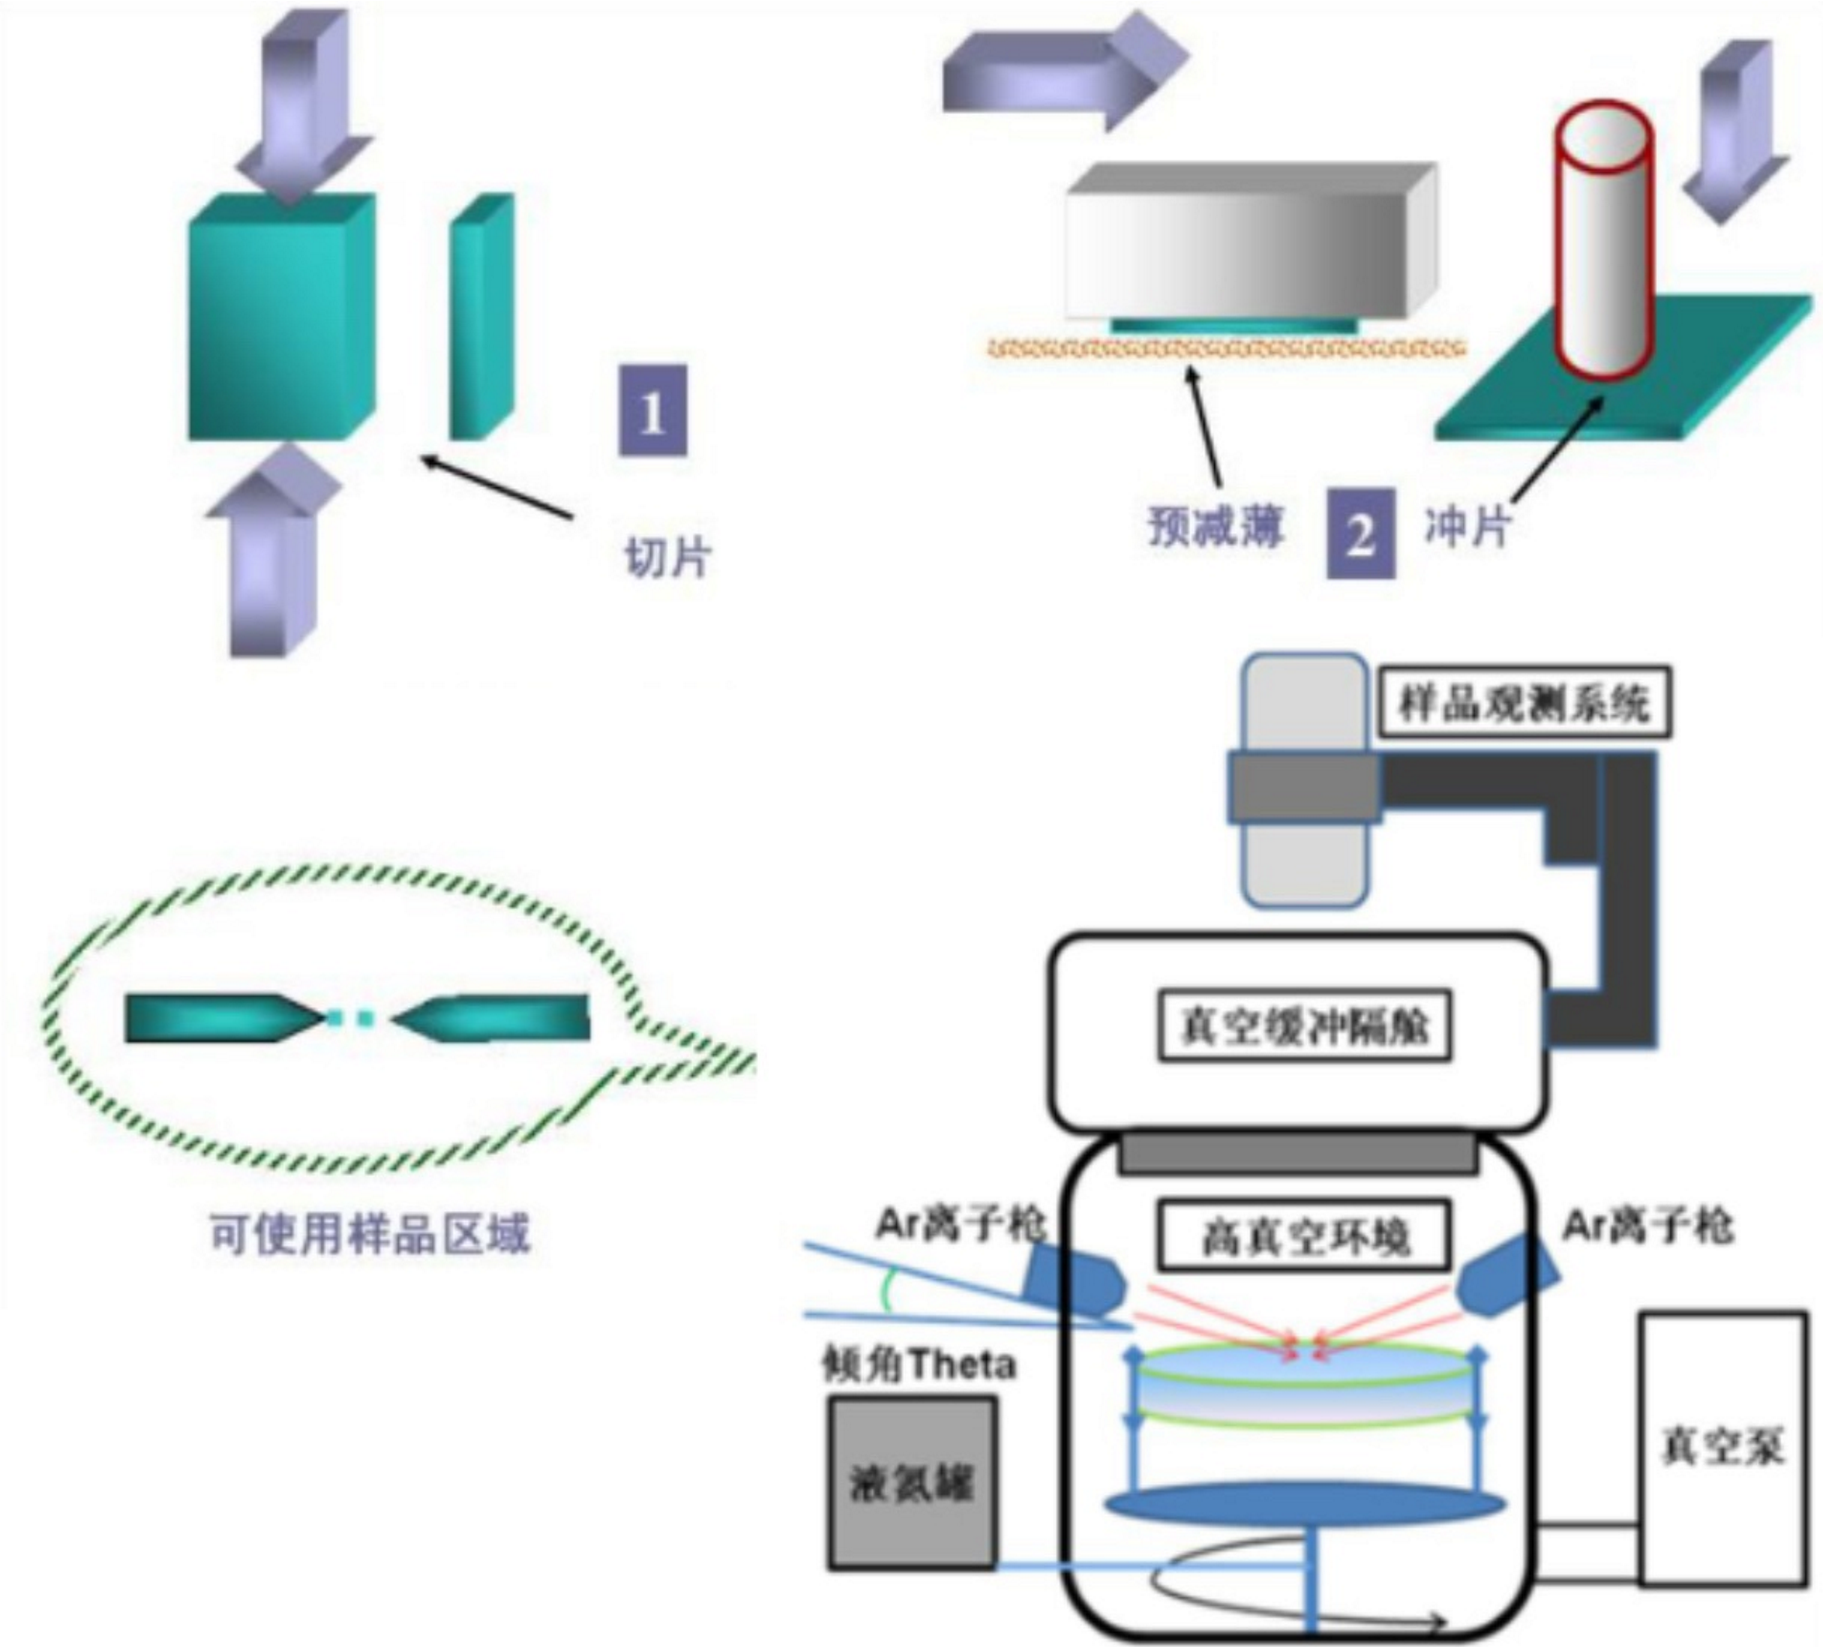 1
切片
预减薄
2
冲片
样品观测系统
真空缓冲隔舱
可使用样品区域
Ar离子枪
高真空环境
Ar离子枪
倾角Theta
液氮罐
真空泵